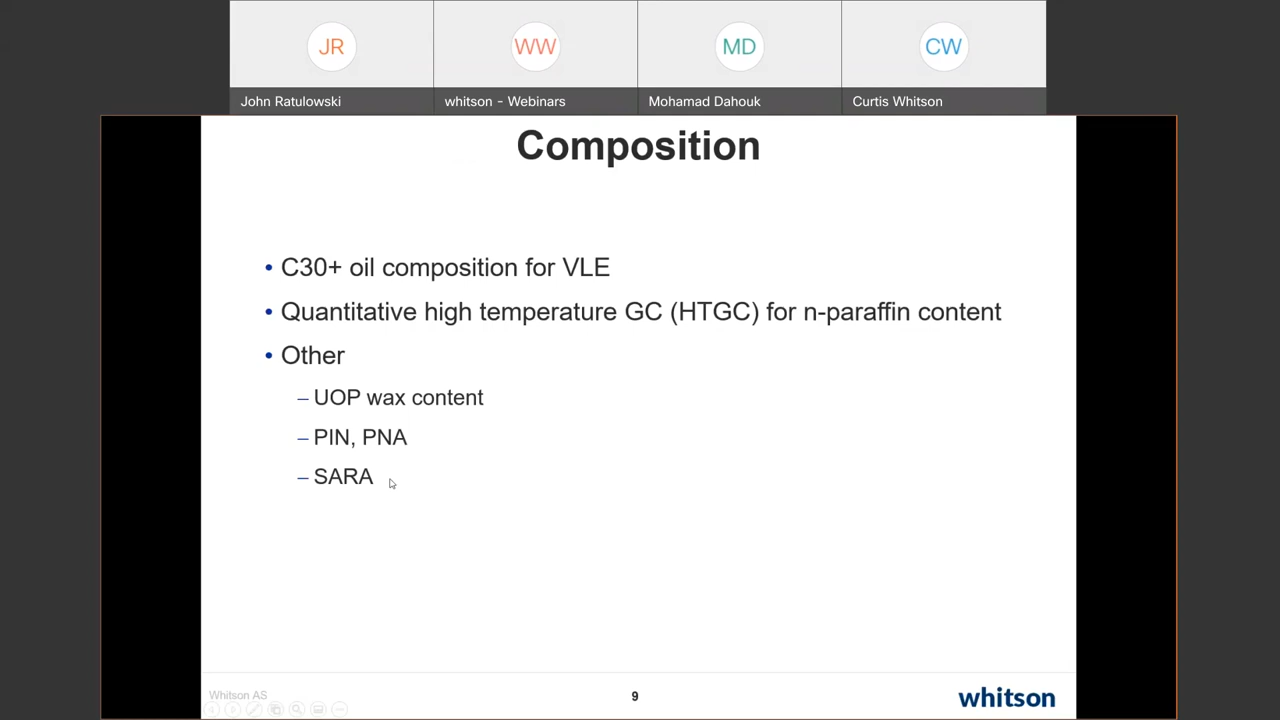 JR
WW
MD
CW
John Ratulowski
whitson - Webinars
Mohamad Dahouk
Curtis Whitson
Composition
• C30+ oil composition for VLE
• Quantitative high temperature GC (HTGC) for n-paraffin content
• Other
– UOP wax content
– PIN, PNA
– SARA
Whitson AS
9
whitson